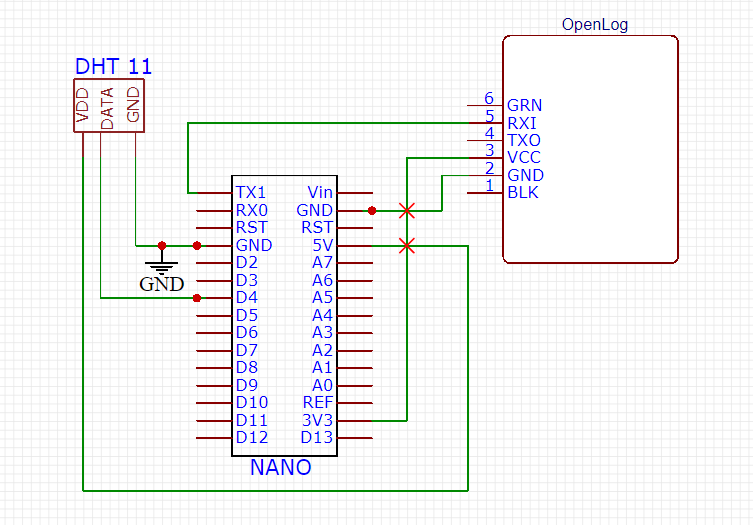 OpenLog
DHT 11
VDD
DATA
GND
6 GRN
5 RXI
4 TXO
3 VCC
2 GND
1 BLK
TX1 Vin
RX0 GND
RST RST
GND 5V
D2 A7
D3 A6
D4 A5
D5 A4
D6 A3
D7 A2
D8 A1
D9 A0
D10 REF
D11 3V3
D12 D13
GND
NANO